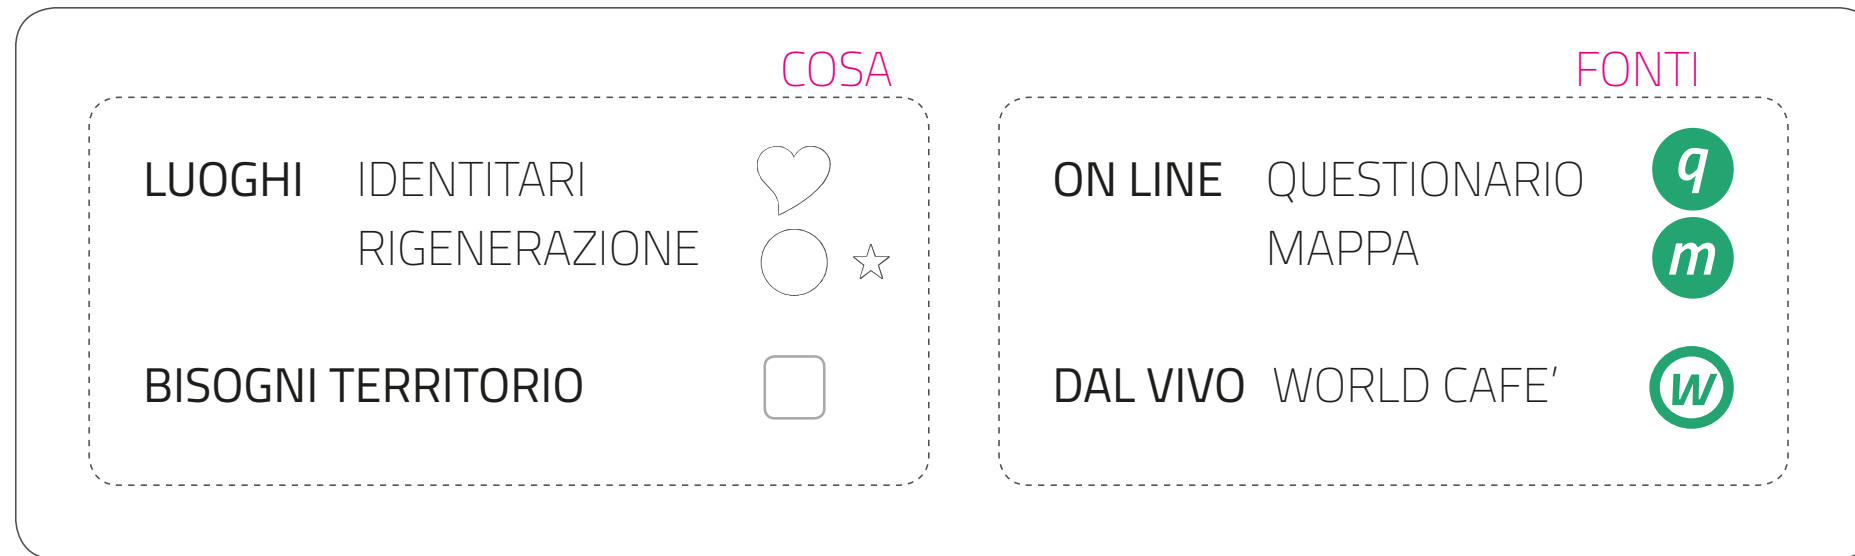 COSA
LUOGHI IDENTITARI
RIGENERAZIONE
BISOGNI TERRITORIO
FONTI
ON LINE QUESTIONARIO q
MAPPA m
DAL VIVO WORLD CAFE’ w